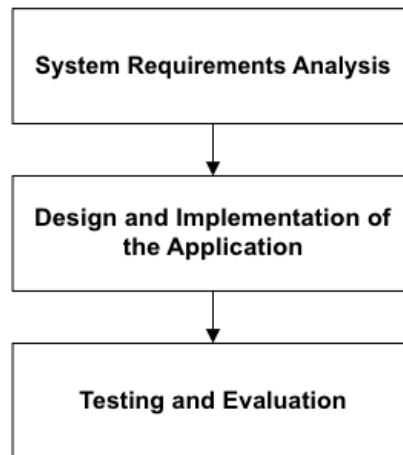 System Requirements Analysis
Design and Implementation of
the Application
Testing and Evaluation